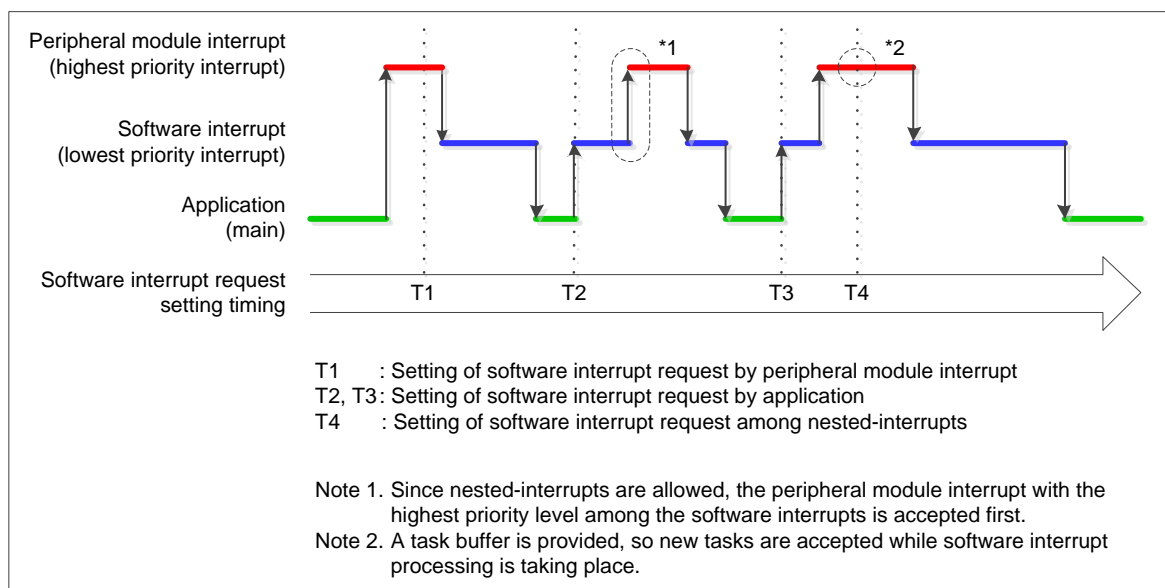 Peripheral module interrupt
(highest priority interrupt)
*1
*2
Software interrupt
(lowest priority interrupt)
Application
(main)
Software interrupt request
setting timing
T1
T2
T3
T4
T1 : Setting of software interrupt request by peripheral module interrupt
T2, T3 : Setting of software interrupt request by application
T4 : Setting of software interrupt request among nested-interrupts
Note 1. Since nested-interrupts are allowed, the peripheral module interrupt with the
highest priority level among the software interrupts is accepted first.
Note 2. A task buffer is provided, so new tasks are accepted while software interrupt
processing is taking place.